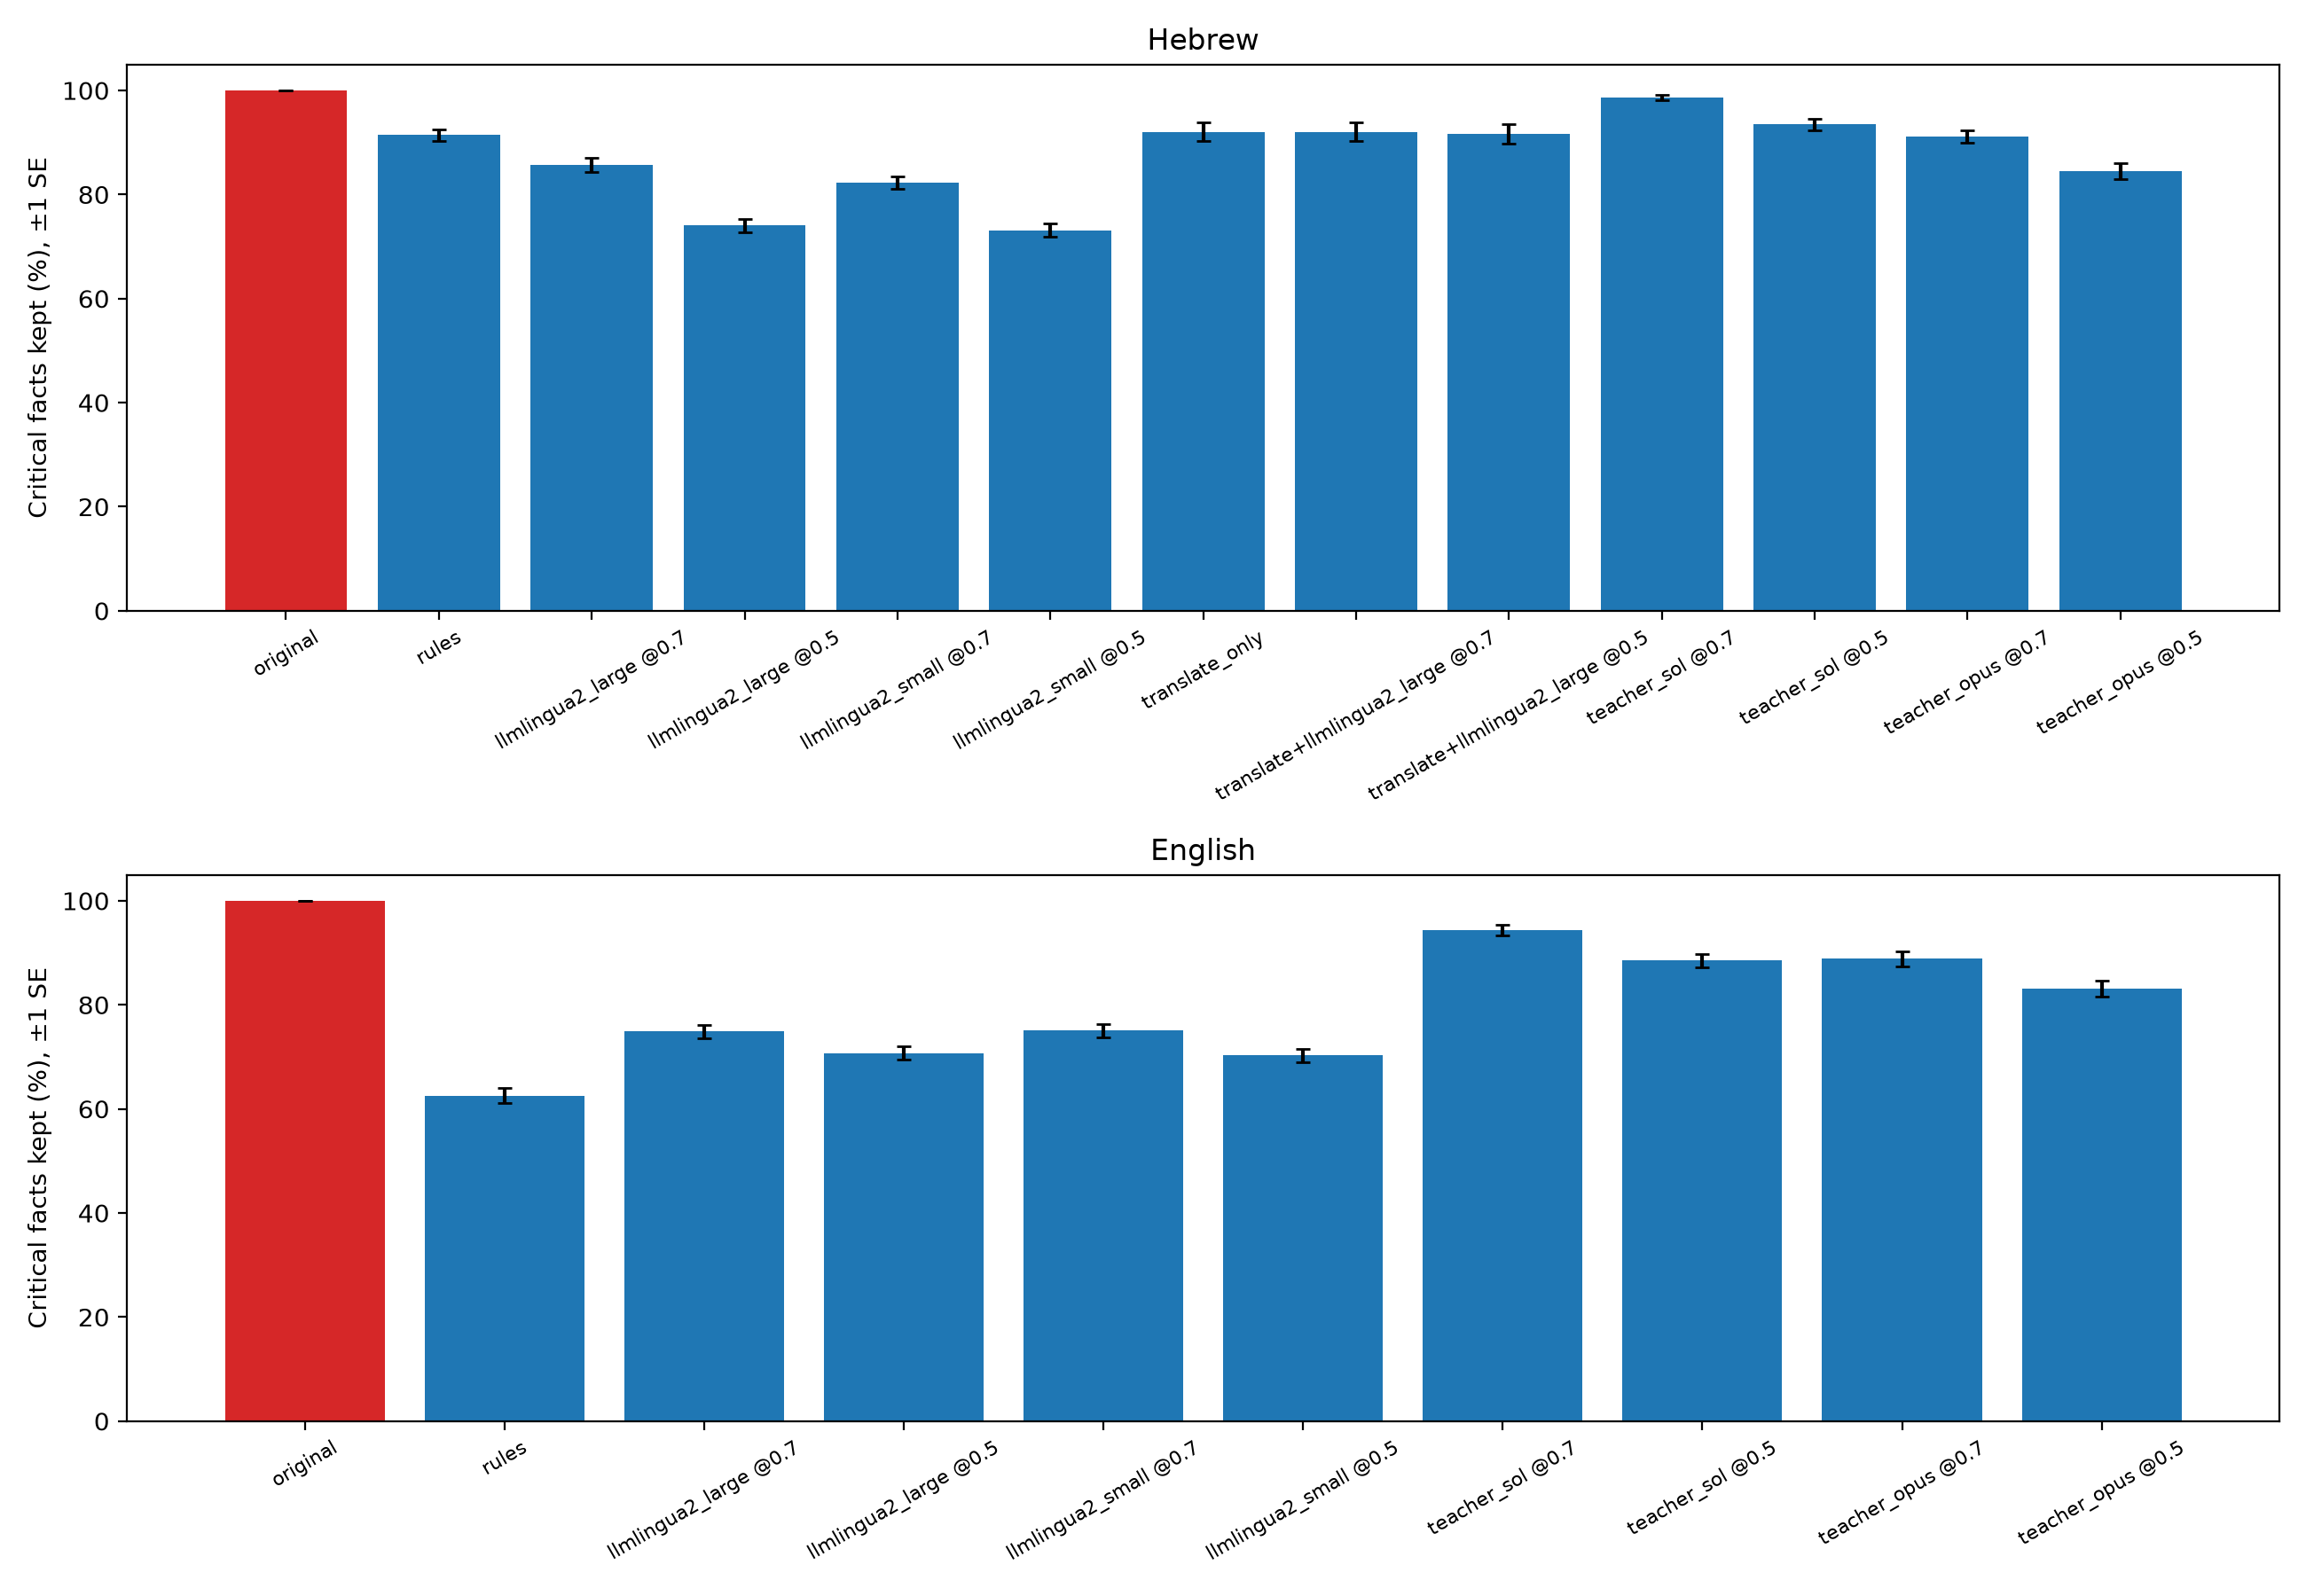 Hebrew
Critical facts kept (%), ±1 SE
100
80
60
40
20
0
original
rules
llmlingua2_large @0.7
llmlingua2_large @0.5
llmlingua2_small @0.7
llmlingua2_small @0.5
translate_only
translate+llmlingua2_large @0.7
translate+llmlingua2_large @0.5
teacher_sol @0.7
teacher_sol @0.5
teacher_opus @0.7
teacher_opus @0.5
English
Critical facts kept (%), ±1 SE
100
80
60
40
20
0
original
rules
llmlingua2_large @0.7
llmlingua2_large @0.5
llmlingua2_small @0.7
llmlingua2_small @0.5
teacher_sol @0.7
teacher_sol @0.5
teacher_opus @0.7
teacher_opus @0.5